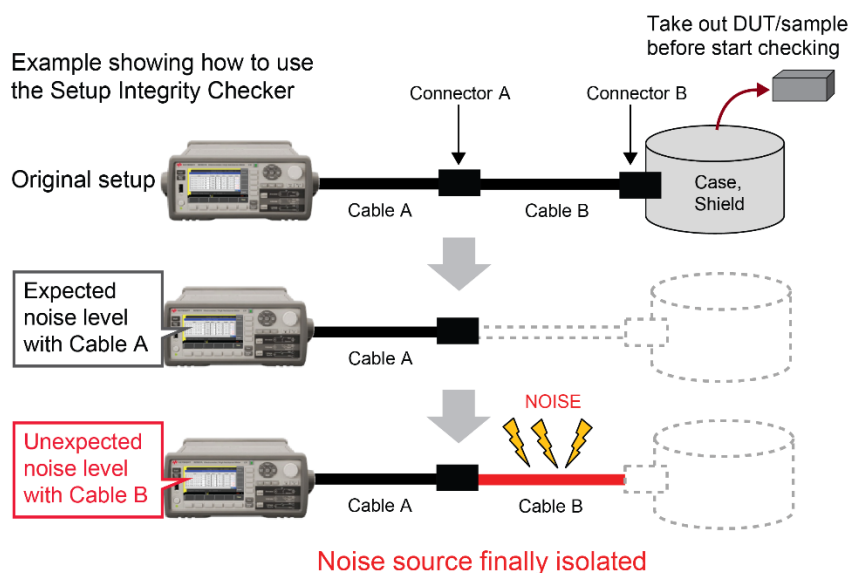 Take out DUT/sample
before start checking
Example showing how to use
the Setup Integrity Checker
Connector A
Connector B
Original setup
Case,
Shield
Cable A
Cable B
Expected
noise level
with Cable A
Cable A
NOISE
Unexpected
noise level
with Cable B
Cable A
Cable B
Noise source finally isolated